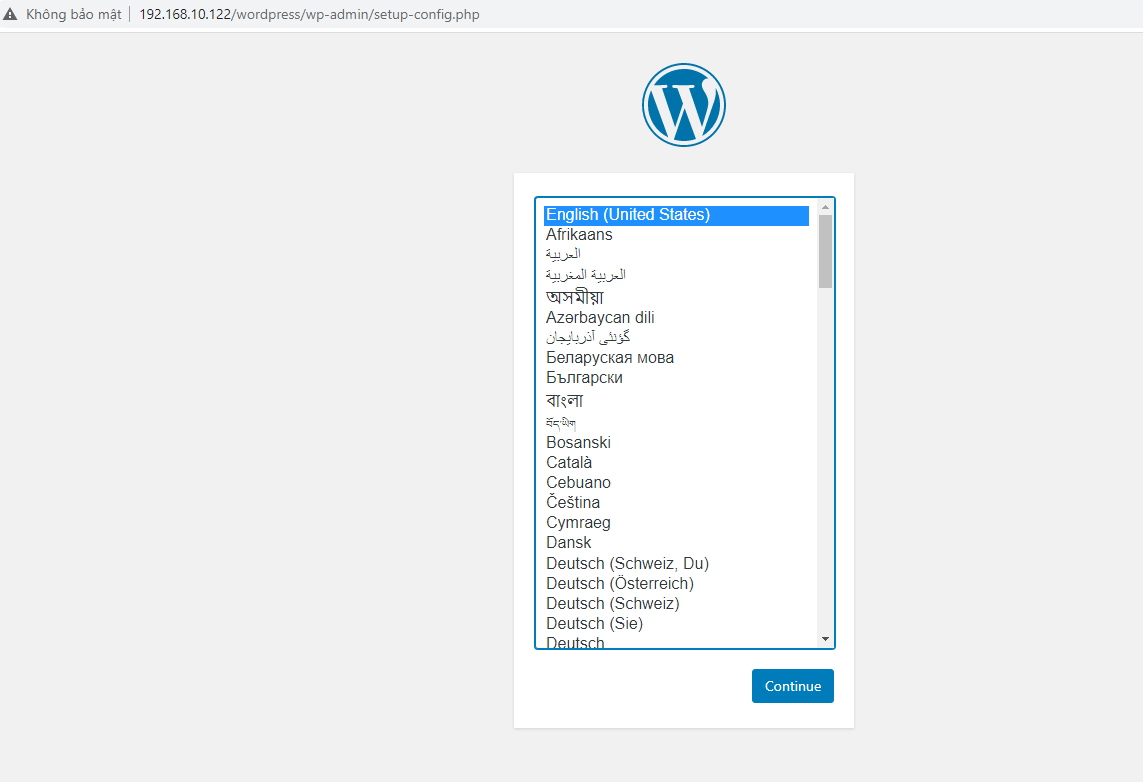 Không bảo mật | 192.168.10.122/wordpress/wp-admin/setup-config.php
W
English (United States)
Afrikaans
العربية
العربية المغربية
অসমীয়া
Azərbaycan dili
گؤنئی آذربایجان
Беларуская мова
Български
বাংলা
བོད་ཡིག
Bosanski
Català
Cebuano
Čeština
Cymraeg
Dansk
Deutsch (Schweiz, Du)
Deutsch (Österreich)
Deutsch (Schweiz)
Deutsch (Sie)
Deutsch
Continue